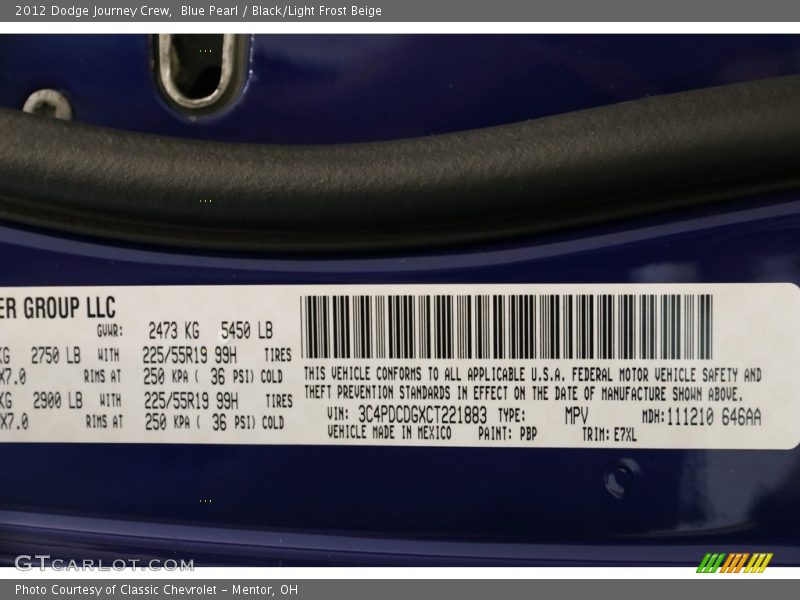 2012 Dodge Journey Crew,  Blue Pearl / Black/Light Frost Beige
ER GROUP LLC
GVWR: 2473 KG 5450 LB
KG 2750 LB WITH 225/55R19 99H TIRES
X7.0 RIMS AT 250 KPA ( 36 PSI) COLD
KG 2900 LB WITH 225/55R19 99H TIRES
X7.0 RIMS AT 250 KPA ( 36 PSI) COLD
THIS VEHICLE CONFORMS TO ALL APPLICABLE U.S.A. FEDERAL MOTOR VEHICLE SAFETY AND
THEFT PREVENTION STANDARDS IN EFFECT ON THE DATE OF MANUFACTURE SHOWN ABOVE.
VIN: 3C4PDCDGXCT221883 TYPE: MPV MDH:111210 646AA
VEHICLE MADE IN MEXICO PAINT: PBP TRIM: E7XL
GTCARLOT.COM
Photo Courtesy of Classic Chevrolet - Mentor, OH